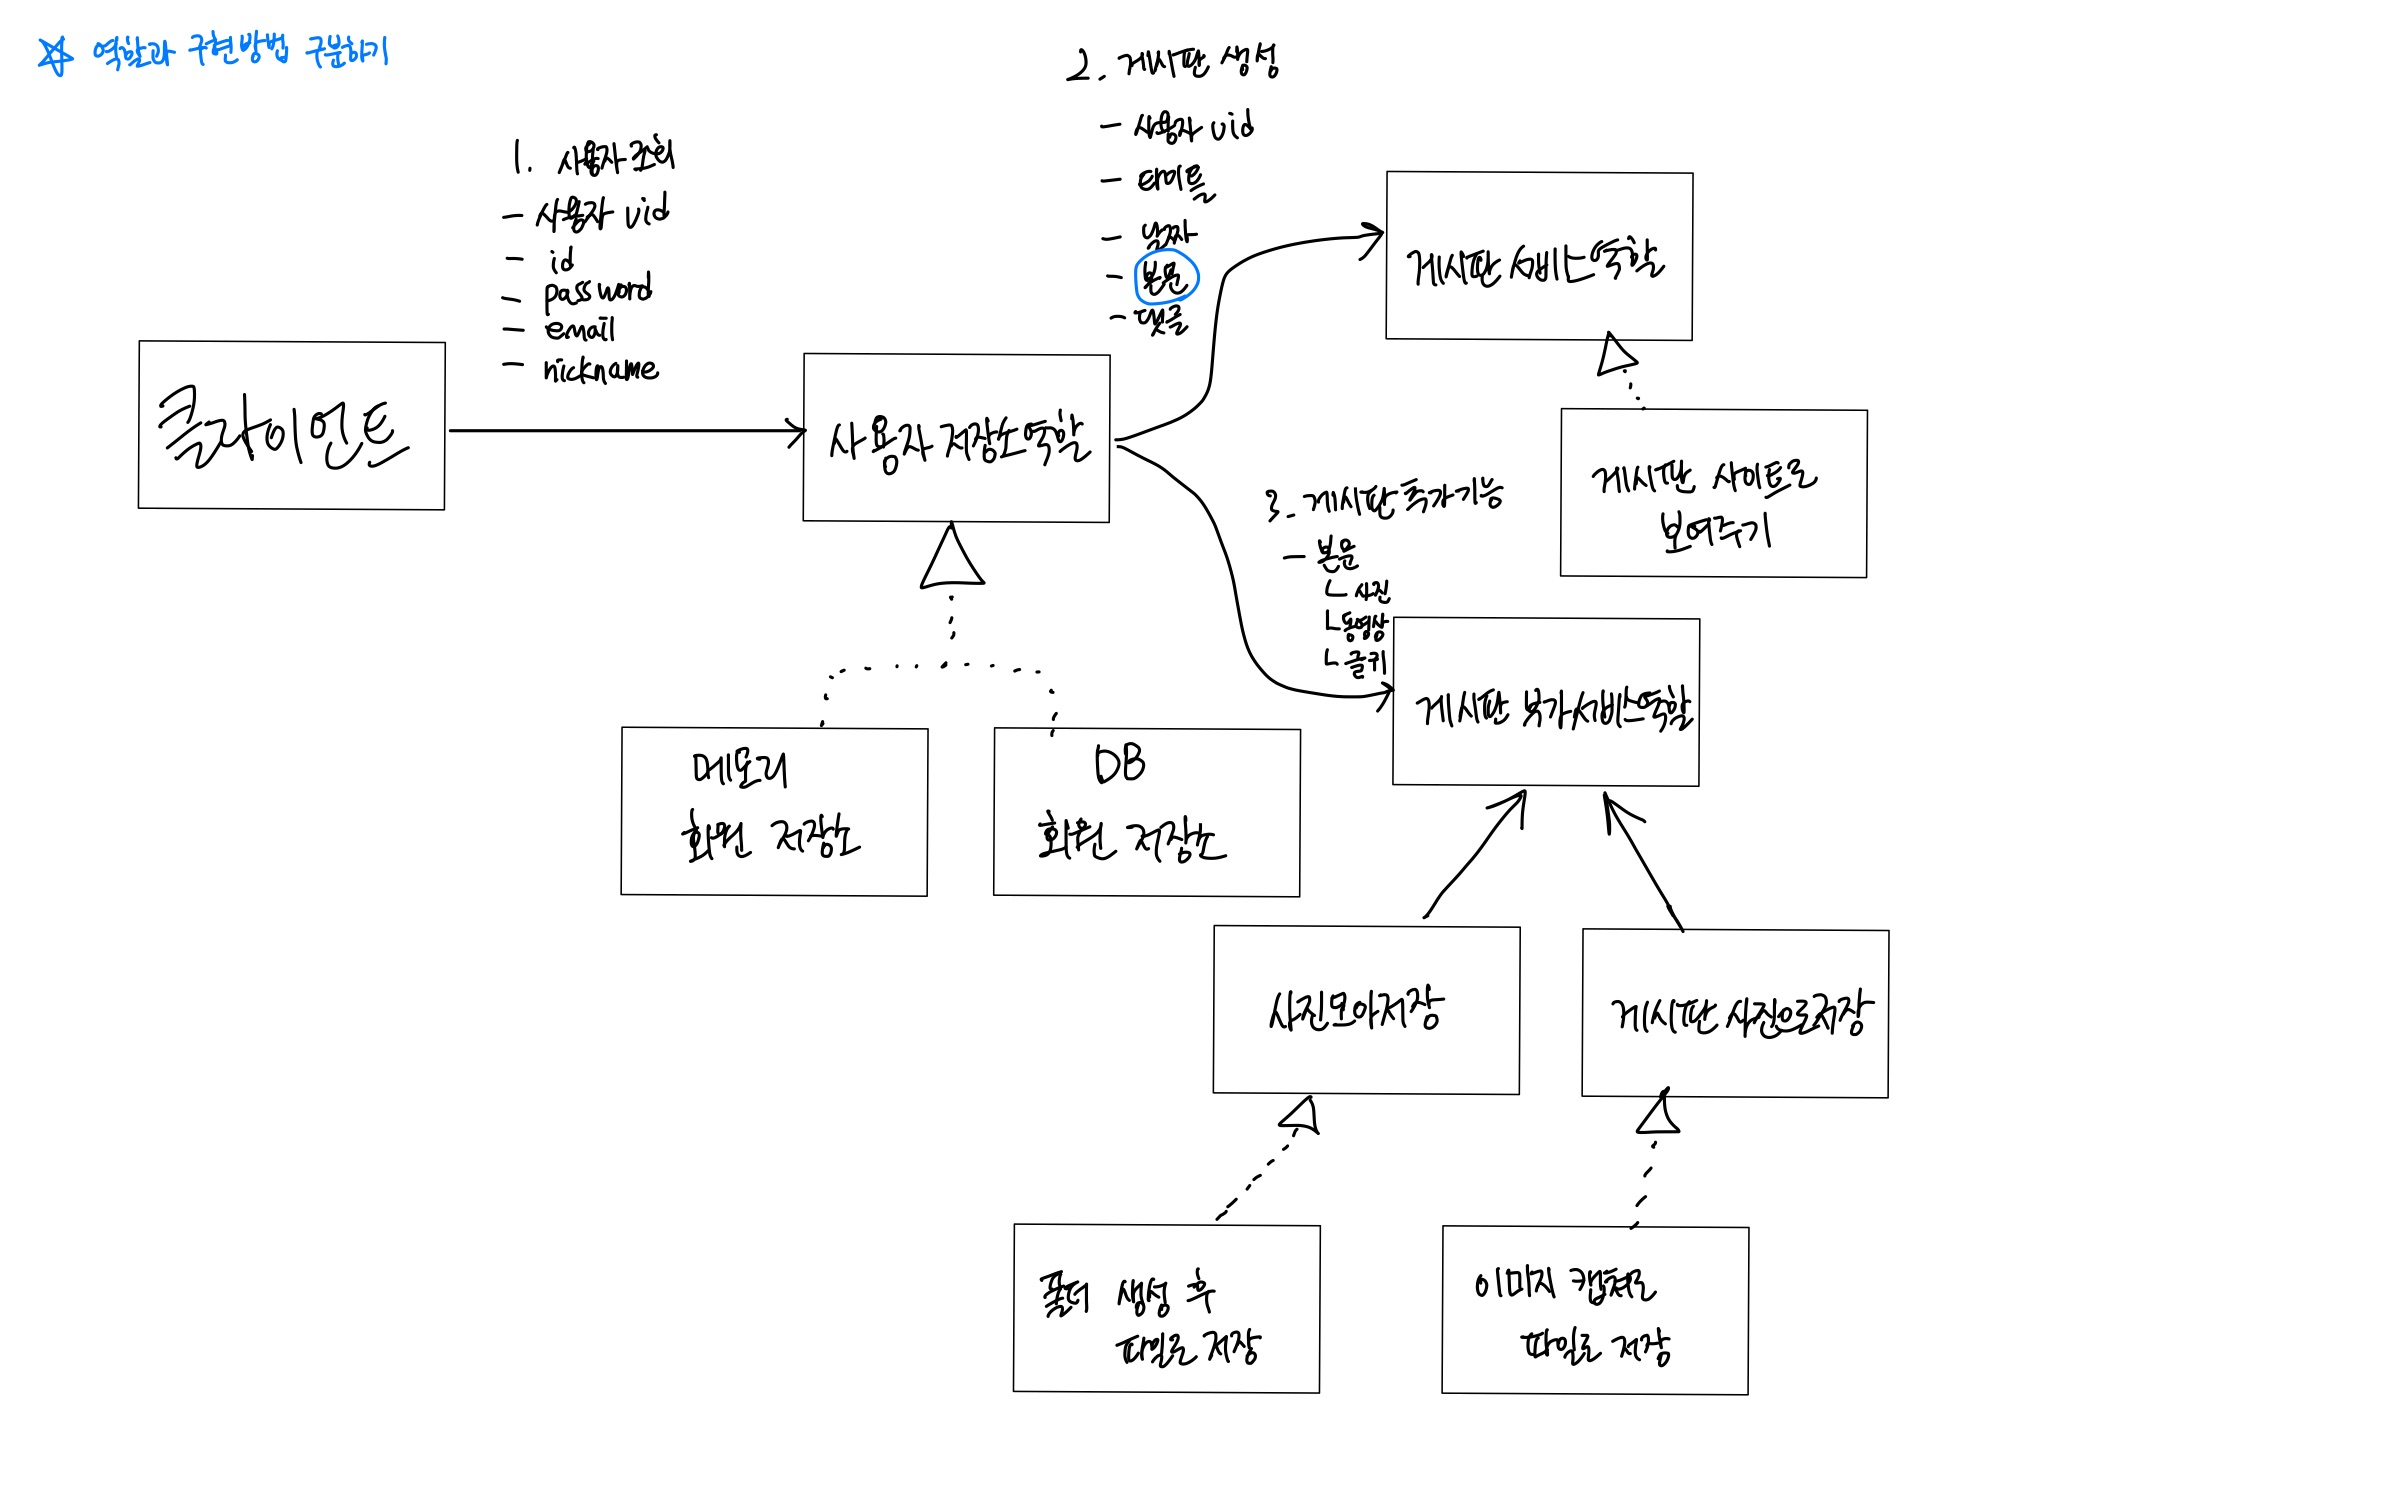 ☆ 역할과 구현방법 구분하기
1. 사용자 조회
- 사용자 uid
- id
- password
- email
- nickname
2. 게시판 생성
- 사용자 uid
- 타이틀
- 날짜
- 본문
- 댓글
클라이언트
사용자 저장소 역할
게시판 서비스 역할
게시판 사이트로
보여주기
3. 게시판 추가기능
- 본문
ㄴ 사진
ㄴ 동영상
ㄴ 글귀
게시판 부가서비스 역할
메모리
회원 저장소
DB
회원 저장소
사진모아저장
게시판 사진으로저장
폴더 생성 후
파일로 저장
이미지 캡쳐로
파일로 저장